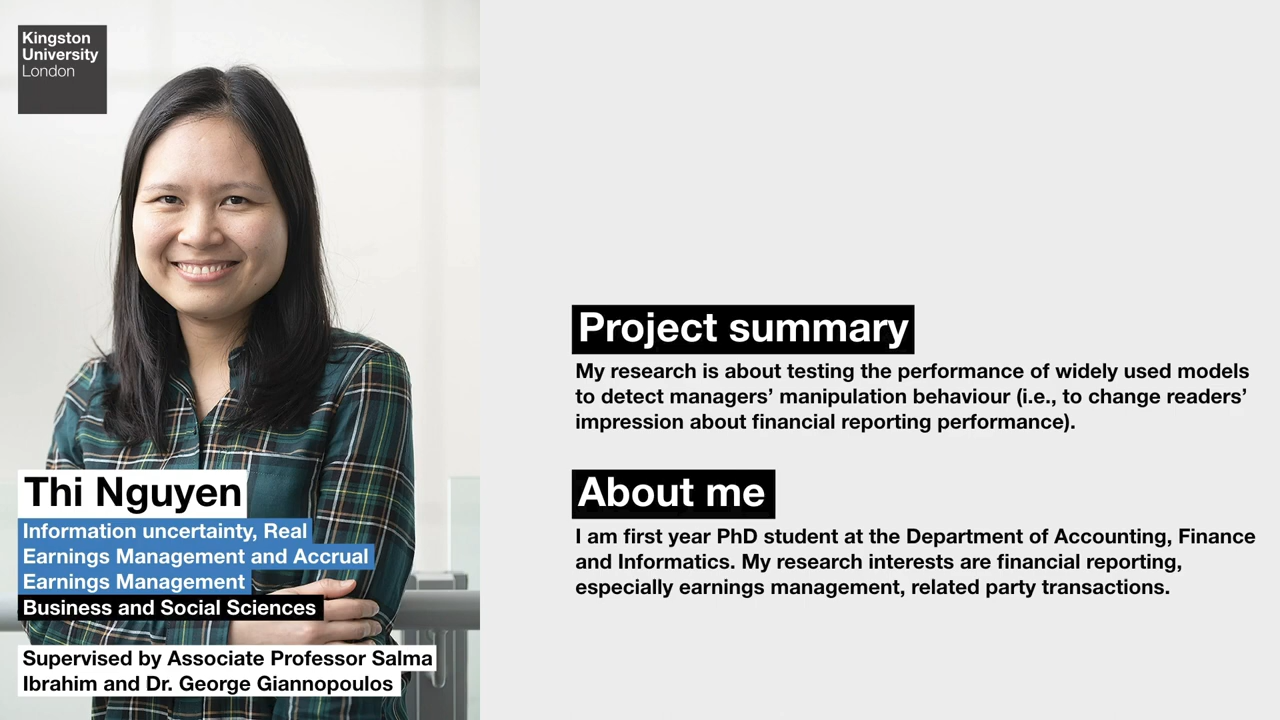 Kingston
University
London
Thi Nguyen
Information uncertainty, Real
Earnings Management and Accrual
Earnings Management
Business and Social Sciences
Supervised by Associate Professor Salma
Ibrahim and Dr. George Giannopoulos
Project summary
My research is about testing the performance of widely used models
to detect managers’ manipulation behaviour (i.e., to change readers’
impression about financial reporting performance).
About me
I am first year PhD student at the Department of Accounting, Finance
and Informatics. My research interests are financial reporting,
especially earnings management, related party transactions.